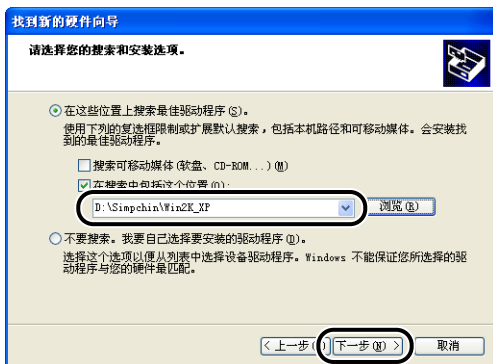 找到新的硬件向导
请选择您的搜索和安装选项。
在这些位置上搜索最佳驱动程序(S)。
使用下列的复选框限制或扩展默认搜索,包括本机路径和可移动媒体。会安装找
到的最佳驱动程序。
搜索可移动媒体(软盘、CD-ROM...)(M)
在搜索中包括这个位置(O):
D:\Simpchin\Win2K_XP
浏览(R)
不要搜索。我要自己选择要安装的驱动程序(D)。
选择这个选项以便从列表中选择设备驱动程序。Windows 不能保证您所选择的驱
动程序与您的硬件最匹配。
<上一步( 下一步(N) > 取消